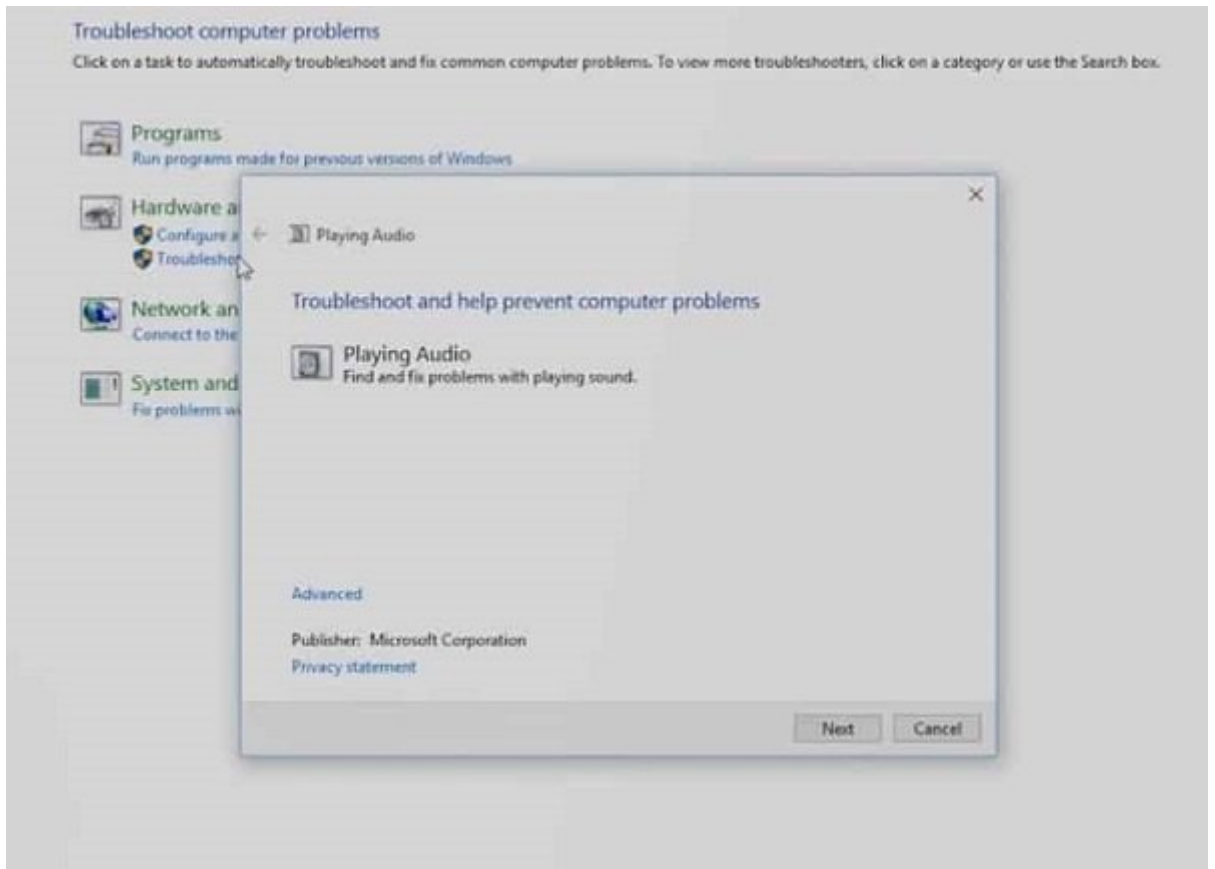 Troubleshoot computer problems
Click on a task to automatically troubleshoot and fix common computer problems. To view more troubleshooters, click on a category or use the Search box.
Programs
Run programs made for previous versions of Windows
Hardware a
Configure a
Troubleshoo
Network an
Connect to the
System and
Fix problems wi
Playing Audio
Troubleshoot and help prevent computer problems
Playing Audio
Find and fix problems with playing sound.
Advanced
Publisher: Microsoft Corporation
Privacy statement
Next
Cancel